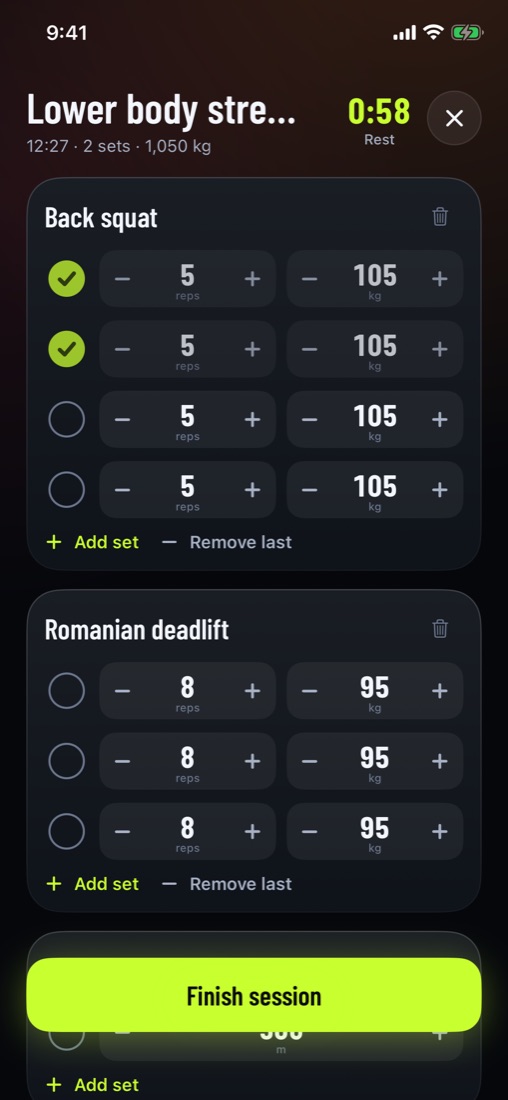 9:41
Lower body stre...
0:58
12:27 · 2 sets · 1,050 kg
Rest
Back squat
5
reps
105
kg
5
reps
105
kg
5
reps
105
kg
5
reps
105
kg
+ Add set
− Remove last
Romanian deadlift
8
reps
95
kg
8
reps
95
kg
8
reps
95
kg
+ Add set
− Remove last
Finish session
m
+ Add set